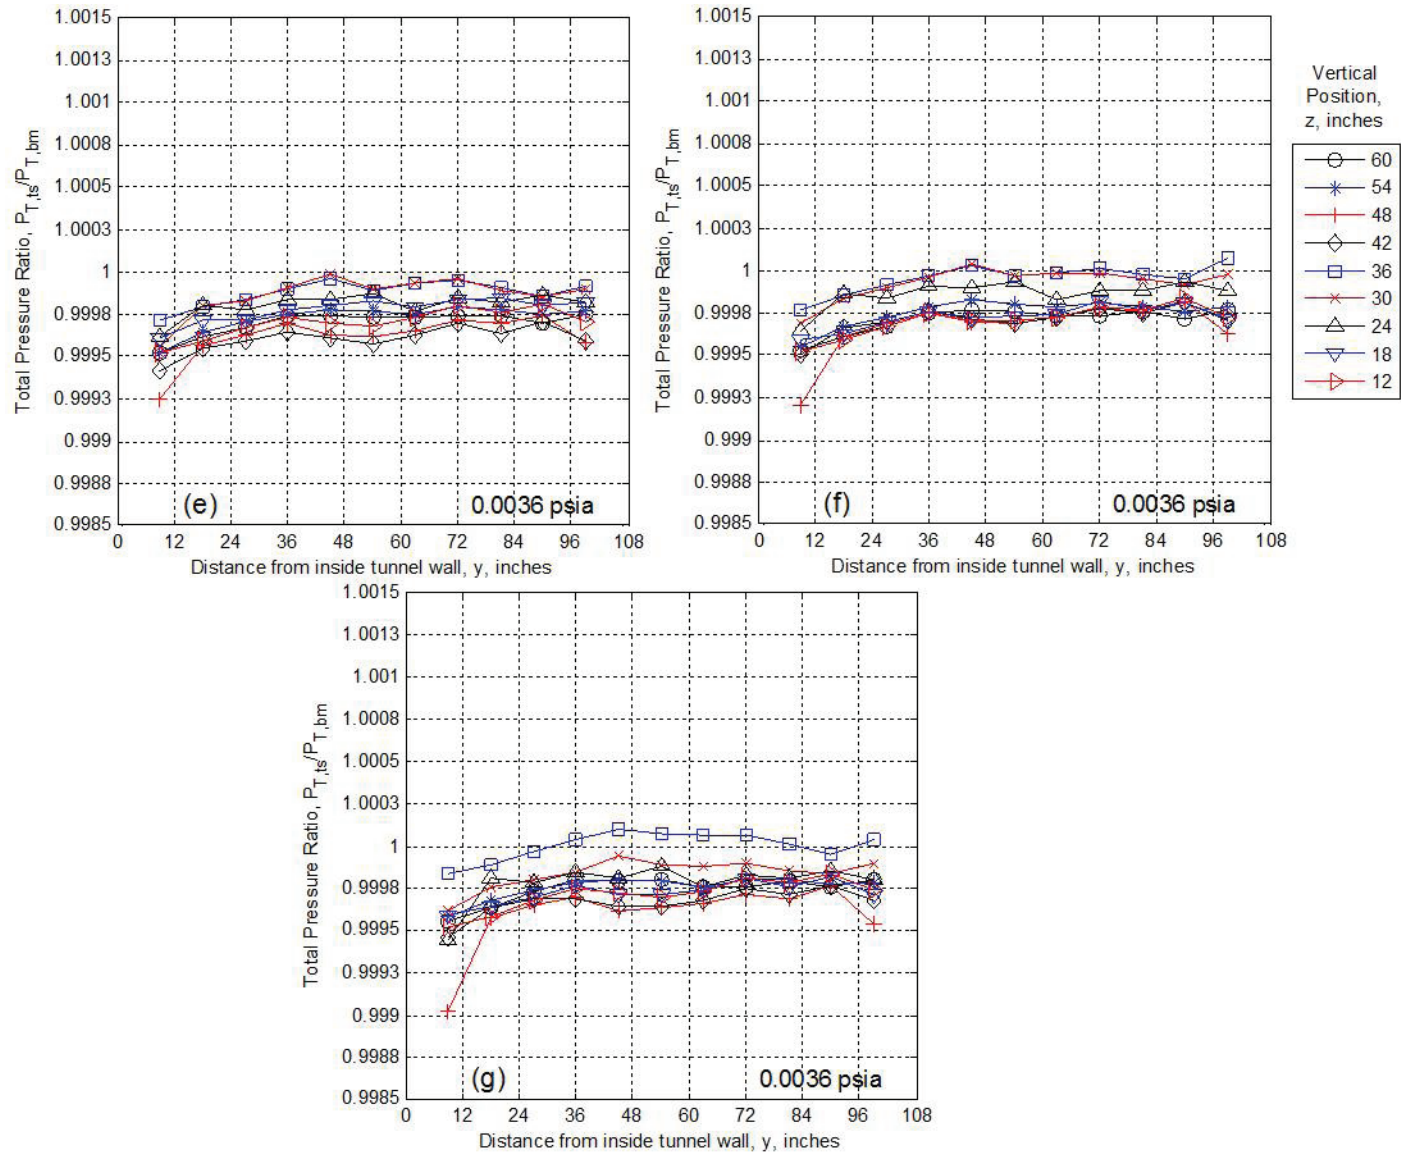 1.0015
1.0013
1.001
1.0008
1.0005
1.0003
1
0.9998
0.9995
0.9993
0.999
0.9988
0.9985
Total Pressure Ratio, P_T,ts/P_T,bm
(e)
0.0036 psia
0 12 24 36 48 60 72 84 96 108
Distance from inside tunnel wall, y, inches
1.0015
1.0013
1.001
1.0008
1.0005
1.0003
1
0.9998
0.9995
0.9993
0.999
0.9988
0.9985
Total Pressure Ratio, P_T,ts/P_T,bm
(f)
0.0036 psia
0 12 24 36 48 60 72 84 96 108
Distance from inside tunnel wall, y, inches
Vertical
Position,
z, inches
60
54
48
42
36
30
24
18
12
1.0015
1.0013
1.001
1.0008
1.0005
1.0003
1
0.9998
0.9995
0.9993
0.999
0.9988
0.9985
Total Pressure Ratio, P_T,ts/P_T,bm
(g)
0.0036 psia
0 12 24 36 48 60 72 84 96 108
Distance from inside tunnel wall, y, inches